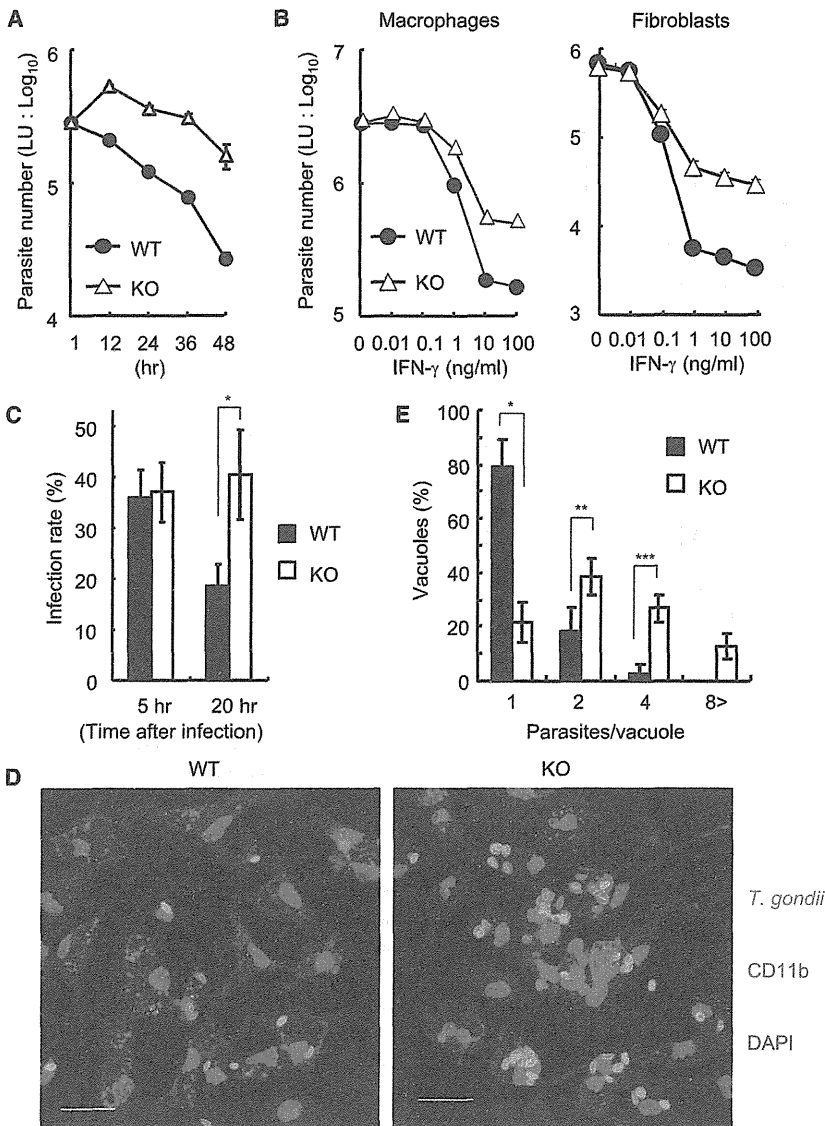 A
Parasite number (LU : Log10)
6
5
4
WT
KO
1 12 24 36 48
(hr)
B
Macrophages
Fibroblasts
Parasite number (LU : Log10)
7
6
5
WT
KO
0 0.01 0.1 1 10 100
IFN-γ (ng/ml)
6
5
4
3
0 0.01 0.1 1 10 100
IFN-γ (ng/ml)
C
Infection rate (%)
50
40
30
20
10
0
*
WT
KO
5 hr 20 hr
(Time after infection)
E
Vacuoles (%)
100
80
60
40
20
0
*
**
***
WT
KO
1 2 4 8>
Parasites/vacuole
D
WT
KO
T. gondii
CD11b
DAPI